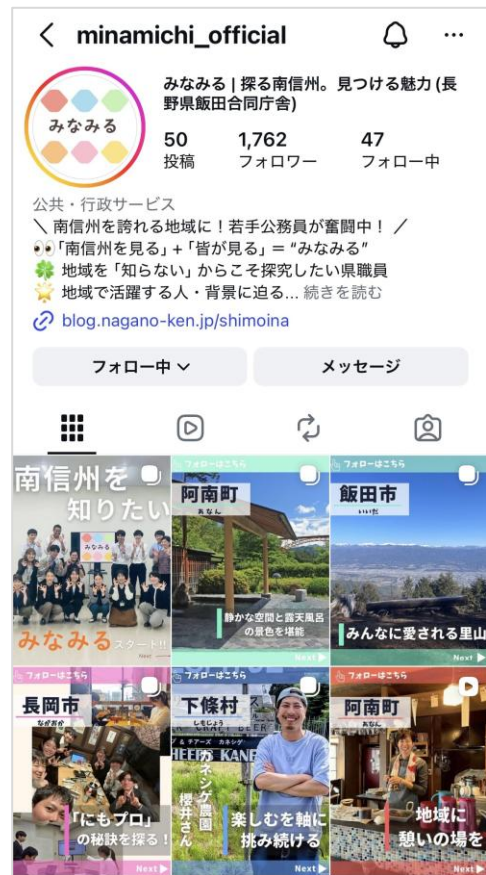 minamichi_official
みなみる | 探る南信州。見つける魅力 (長
野県飯田合同庁舎)
みなみる
50
投稿
1,762
フォロワー
47
フォロー中
公共・行政サービス
＼ 南信州を誇れる地域に！若手公務員が奮闘中！ ／
👀「南信州を見る」+「皆が見る」＝ “みなみる”
🍀 地域を「知らない」からこそ探究したい県職員
🌟 地域で活躍する人・背景に迫る... 続きを読む
blog.nagano-ken.jp/shimoina
フォロー中
メッセージ
南信州を
知りたい
みなみる
みなみるスタート!!
Next
フォローはこちら
阿南町
あなん
静かな空間と露天風呂
の景色を堪能
Next
フォローはこちら
飯田市
いいだ
みんなに愛される里山
Next
フォローはこちら
長岡市
ながおか
「にもプロ」
の秘訣を探る！
Next
フォローはこちら
下條村
しもじょう
カネシゲ農園
櫻井さん
楽しむを軸に
挑み続ける
Next
フォローはこちら
阿南町
あなん
地域に
憩いの場を
Next